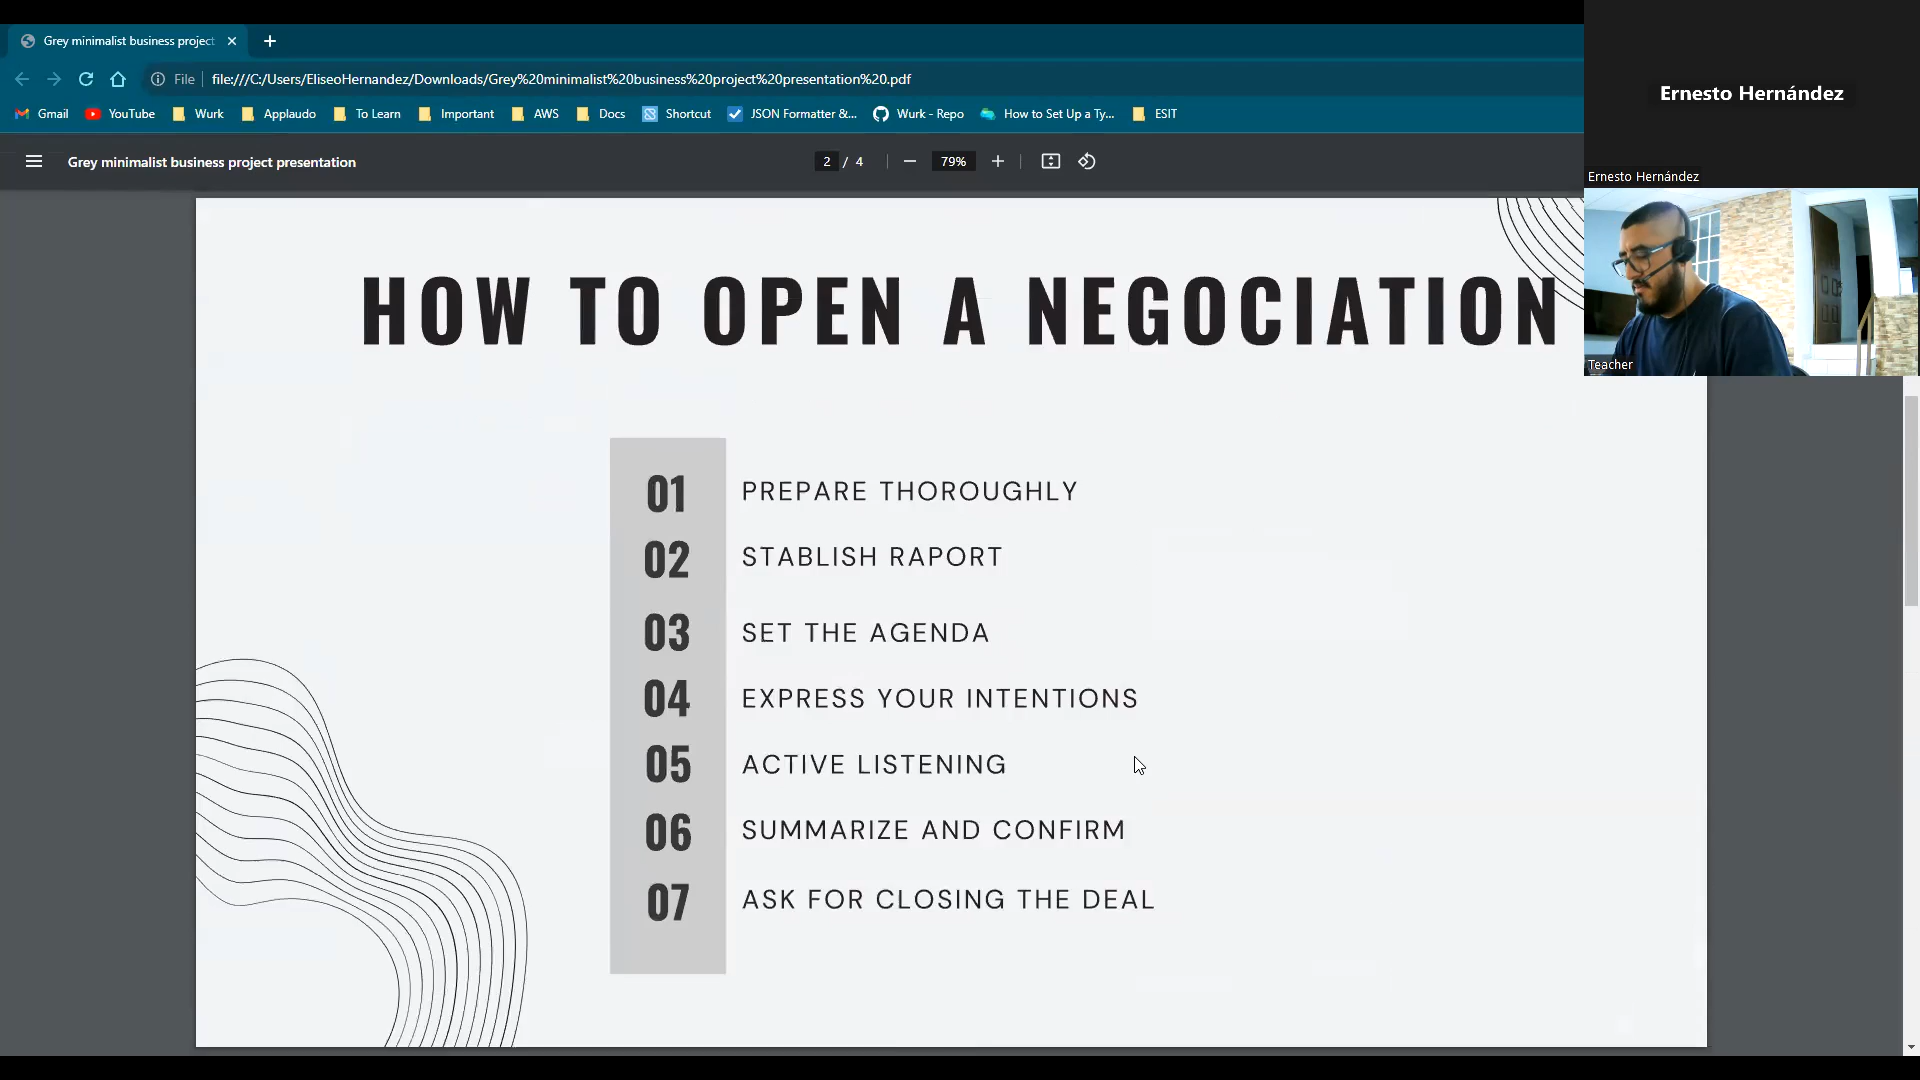 Grey minimalist business project
File
file:///C:/Users/EliseoHernandez/Downloads/Grey%20minimalist%20business%20project%20presentation%20.pdf
Gmail YouTube Wurk Applaudo To Learn Important AWS Docs Shortcut JSON Formatter &... Wurk - Repo How to Set Up a Ty... ESIT
Grey minimalist business project presentation
2 / 4
79%
Ernesto Hernández
Ernesto Hernández
Teacher
HOW TO OPEN A NEGOCIATION
01 PREPARE THOROUGHLY
02 STABLISH RAPORT
03 SET THE AGENDA
04 EXPRESS YOUR INTENTIONS
05 ACTIVE LISTENING
06 SUMMARIZE AND CONFIRM
07 ASK FOR CLOSING THE DEAL